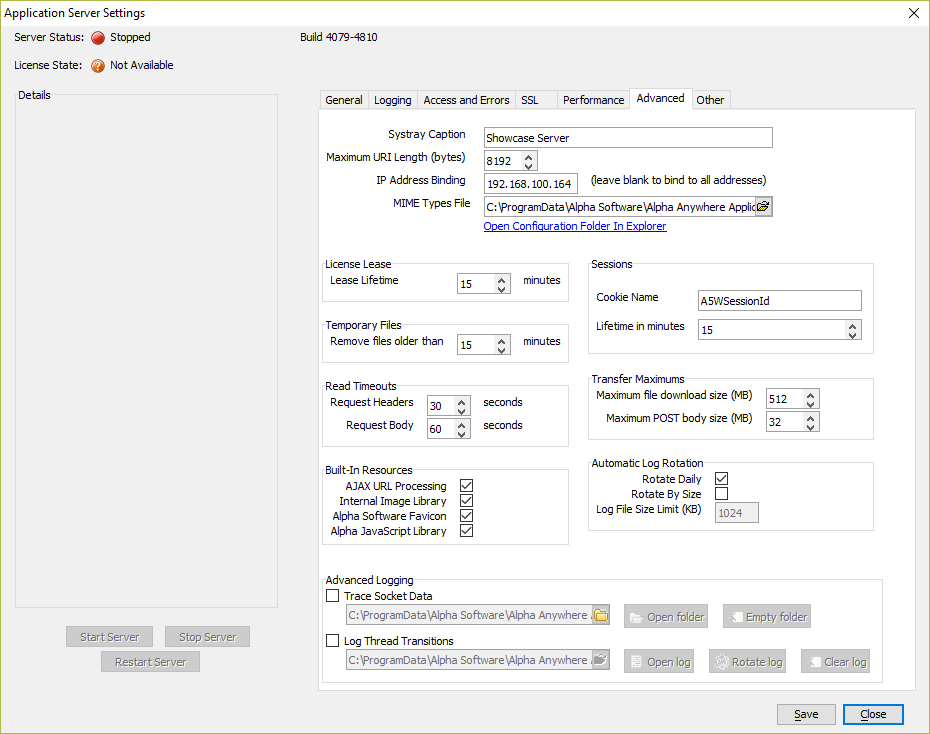 Application Server Settings
Server Status: Stopped
Build 4079-4810
License State: ? Not Available
Details
General Logging Access and Errors SSL Performance Advanced Other
Systray Caption Showcase Server
Maximum URI Length (bytes) 8192
IP Address Binding 192.168.100.164 (leave blank to bind to all addresses)
MIME Types File C:\ProgramData\Alpha Software\Alpha Anywhere Applic
Open Configuration Folder In Explorer
License Lease
Lease Lifetime 15 minutes
Temporary Files
Remove files older than 15 minutes
Read Timeouts
Request Headers 30 seconds
Request Body 60 seconds
Built-In Resources
AJAX URL Processing
Internal Image Library
Alpha Software Favicon
Alpha JavaScript Library
Sessions
Cookie Name A5WSessionId
Lifetime in minutes 15
Transfer Maximums
Maximum file download size (MB) 512
Maximum POST body size (MB) 32
Automatic Log Rotation
Rotate Daily
Rotate By Size
Log File Size Limit (KB) 1024
Advanced Logging
Trace Socket Data
C:\ProgramData\Alpha Software\Alpha Anywhere Open folder Empty folder
Log Thread Transitions
C:\ProgramData\Alpha Software\Alpha Anywhere Open log Rotate log Clear log
Start Server Stop Server
Restart Server
Save Close